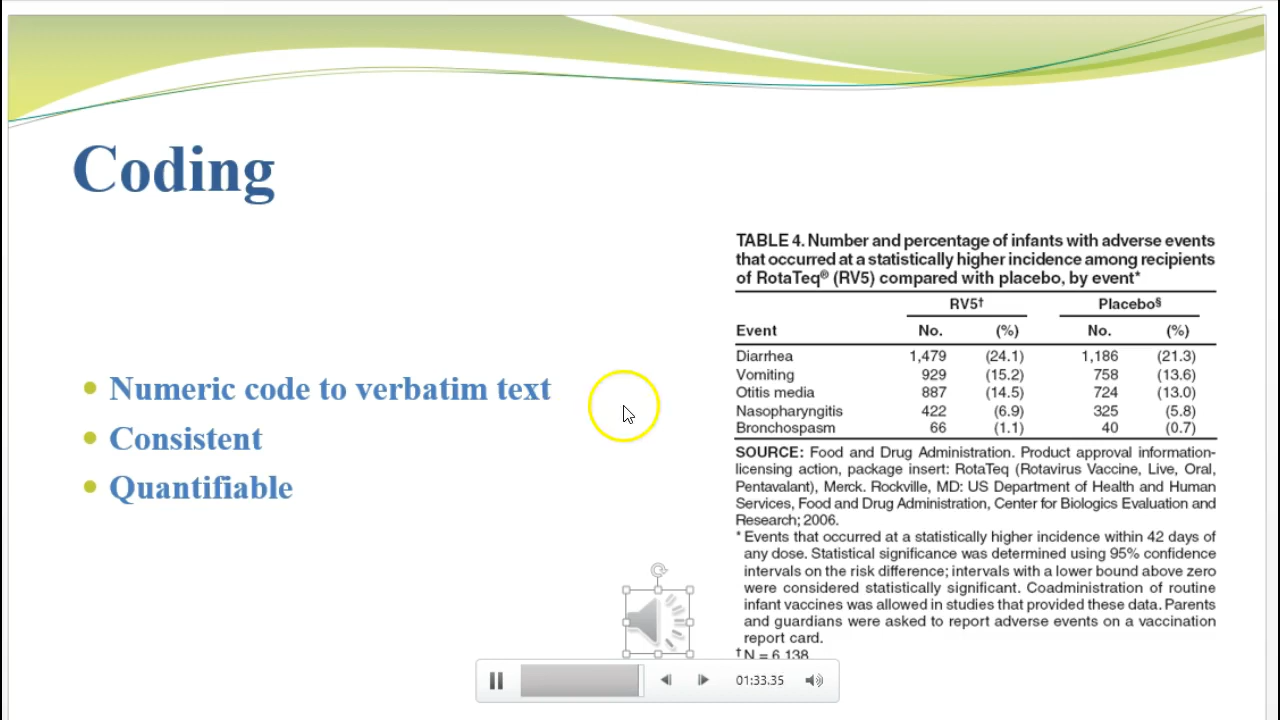 Coding
Numeric code to verbatim text
Consistent
Quantifiable
TABLE 4. Number and percentage of infants with adverse events
that occurred at a statistically higher incidence among recipients
of RotaTeq® (RV5) compared with placebo, by event*
RV5† Placebo§
Event No. (%) No. (%)
Diarrhea 1,479 (24.1) 1,186 (21.3)
Vomiting 929 (15.2) 758 (13.6)
Otitis media 887 (14.5) 724 (13.0)
Nasopharyngitis 422 (6.9) 325 (5.8)
Bronchospasm 66 (1.1) 40 (0.7)
SOURCE: Food and Drug Administration. Product approval information-
licensing action, package insert: RotaTeq (Rotavirus Vaccine, Live, Oral,
Pentavalant), Merck. Rockville, MD: US Department of Health and Human
Services, Food and Drug Administration, Center for Biologics Evaluation and
Research; 2006.
* Events that occurred at a statistically higher incidence within 42 days of
any dose. Statistical significance was determined using 95% confidence
intervals on the risk difference; intervals with a lower bound above zero
were considered statistically significant. Coadministration of routine
infant vaccines was allowed in studies that provided these data. Parents
and guardians were asked to report adverse events on a vaccination
report card.
† N = 6,138
01:33.35